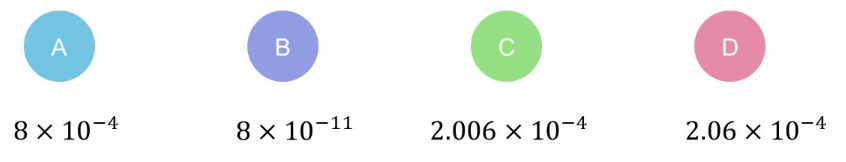 A B C D
8 × 10⁻⁴ 8 × 10⁻¹¹ 2.006 × 10⁻⁴ 2.06 × 10⁻⁴